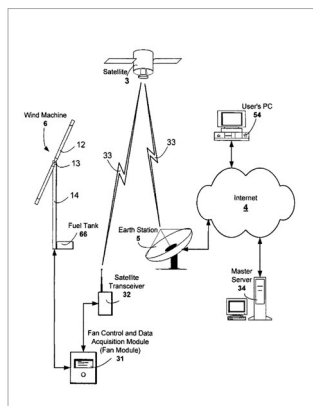 Satellite
3
Wind Machine
6
12
13
14
33
33
User's PC
54
Internet
4
Fuel Tank
66
Earth Station
5
Satellite
Transceiver
32
Master
Server
34
Fan Control and Data
Acquisition Module
(Fan Module)
31